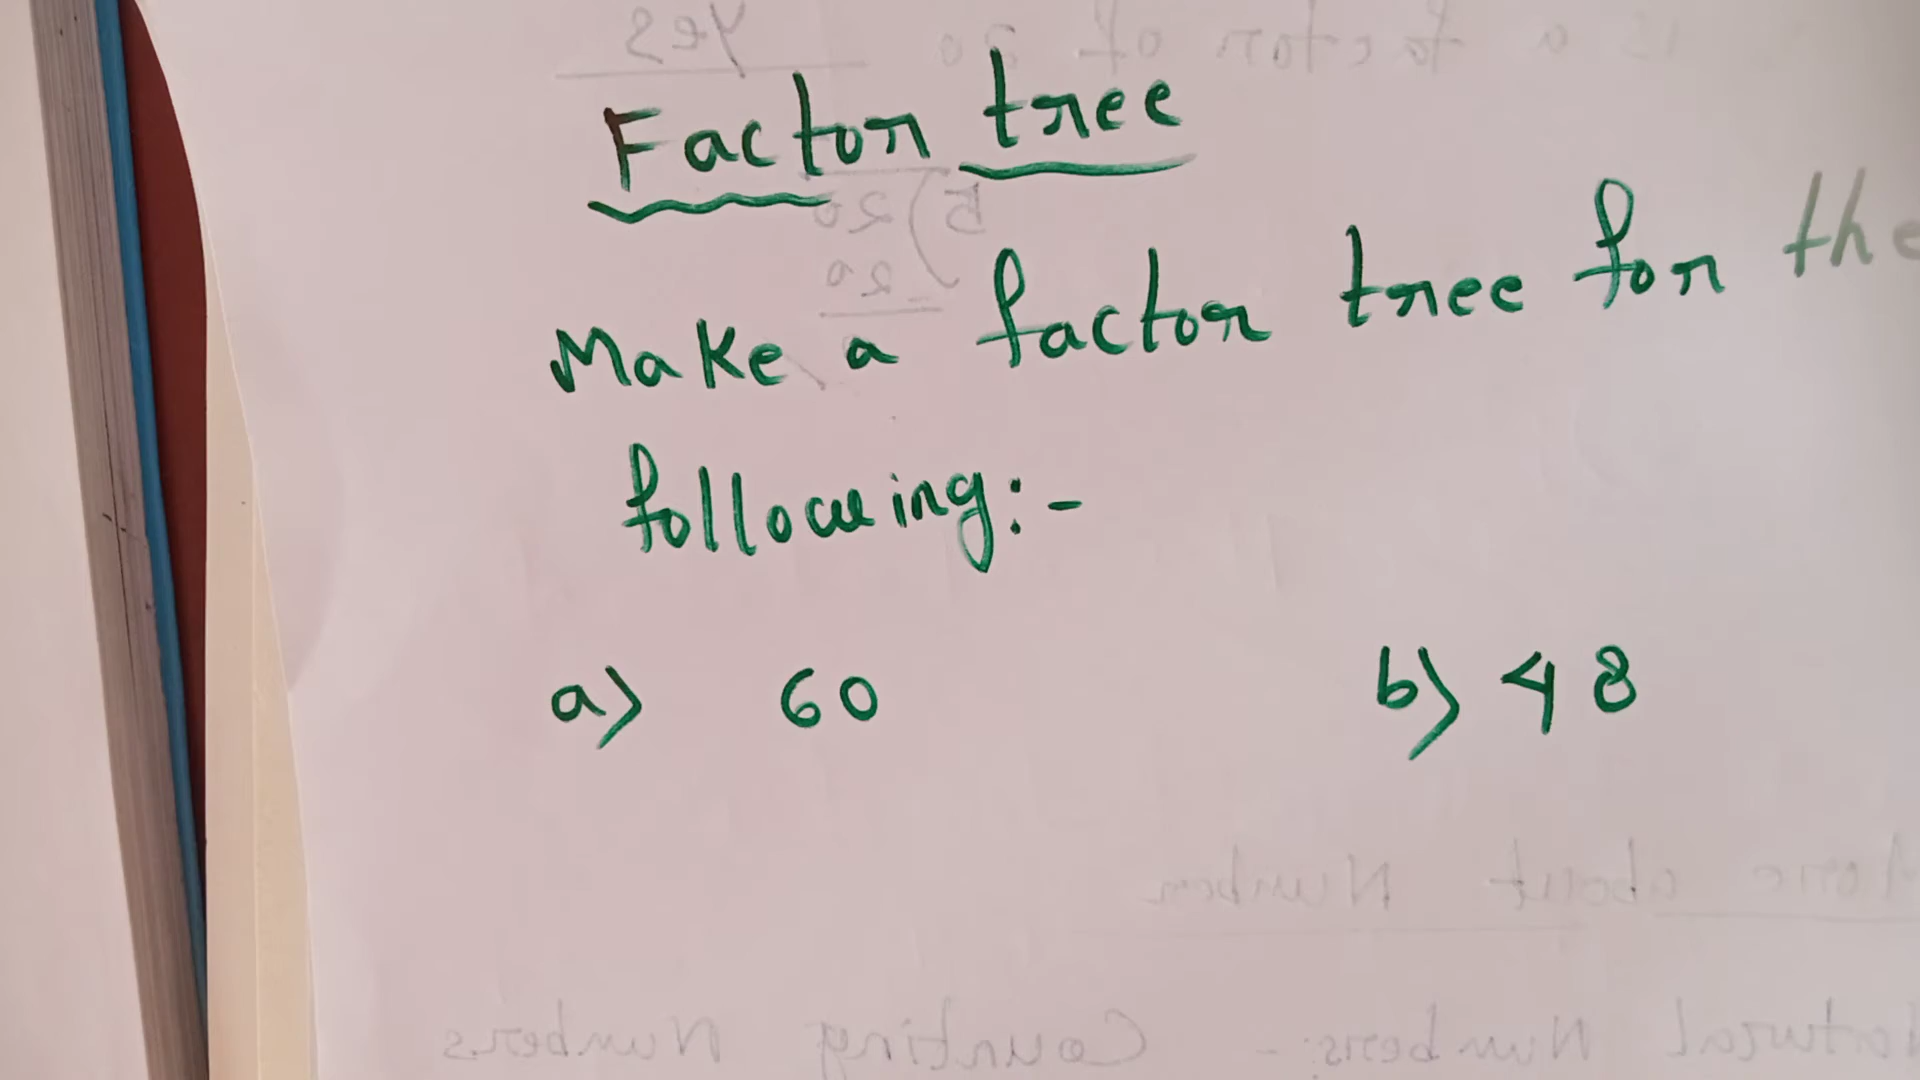 Factor tree
Make a factor tree for the
following:-
a) 60 b) 48